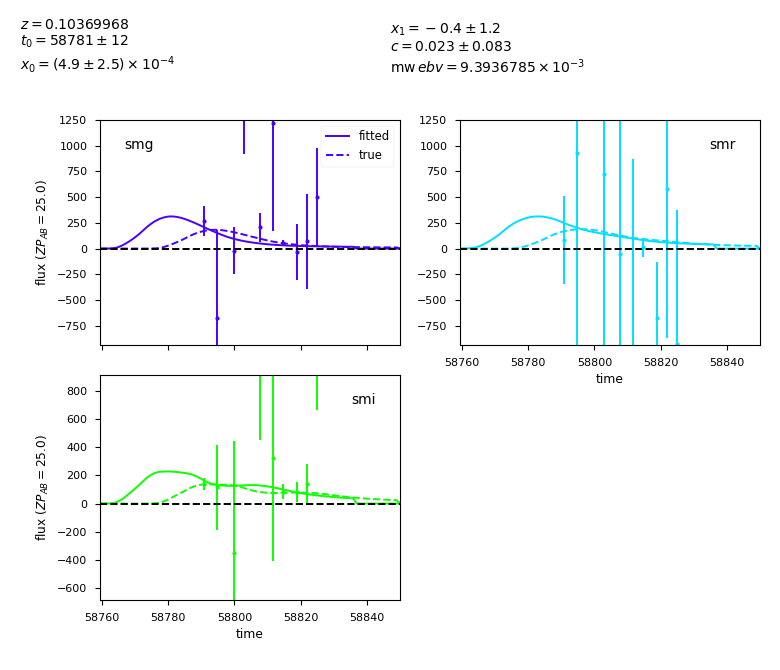 z = 0.10369968
t₀ = 58781 ± 12
x₀ = (4.9 ± 2.5) × 10⁻⁴
x₁ = −0.4 ± 1.2
c = 0.023 ± 0.083
mw ebv = 9.3936785 × 10⁻³
smg
fitted
true
1250
1000
750
500
250
0
−250
−500
−750
flux (ZP_AB = 25.0)
smr
1250
1000
750
500
250
0
−250
−500
−750
58760 58780 58800 58820 58840
time
smi
800
600
400
200
0
−200
−400
−600
flux (ZP_AB = 25.0)
58760 58780 58800 58820 58840
time